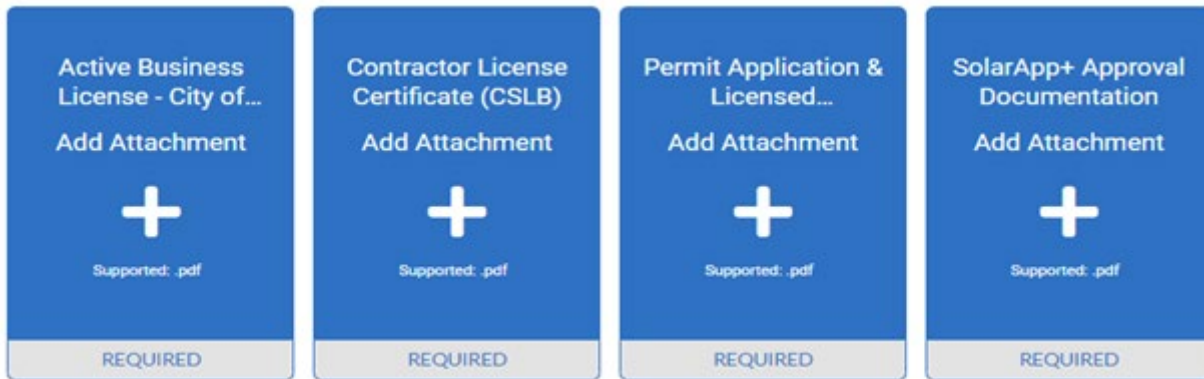 Active Business
License - City of...
Add Attachment
Supported: .pdf
REQUIRED
Contractor License
Certificate (CSLB)
Add Attachment
Supported: .pdf
REQUIRED
Permit Application &
Licensed...
Add Attachment
Supported: .pdf
REQUIRED
SolarApp+ Approval
Documentation
Add Attachment
Supported: .pdf
REQUIRED